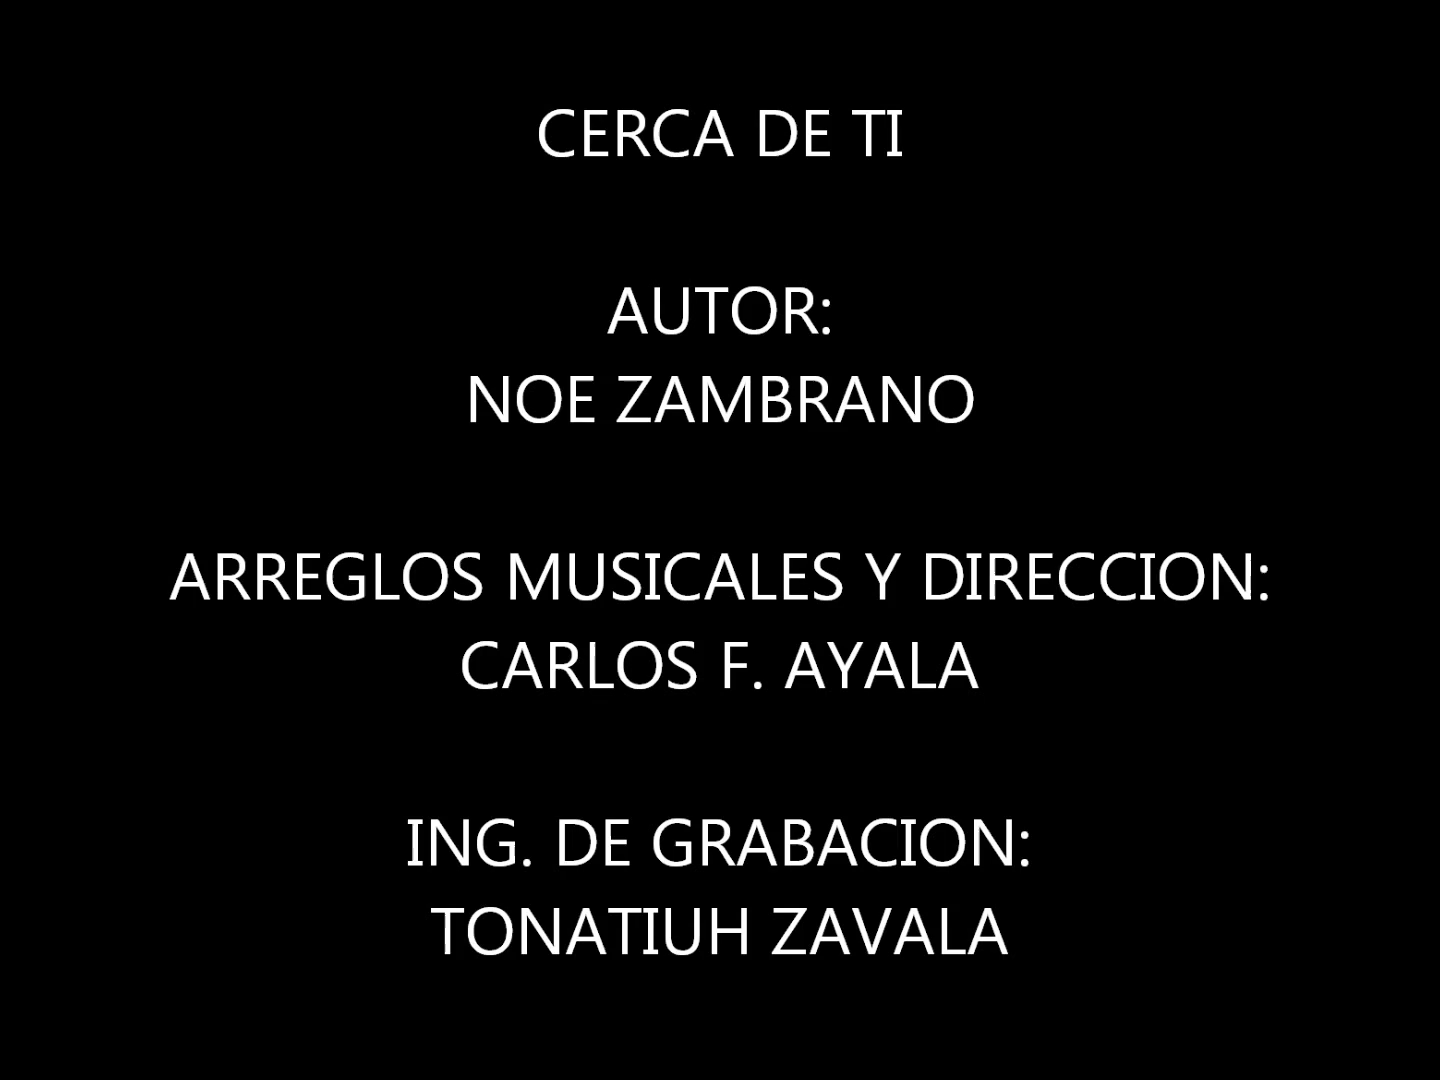 CERCA DE TI
AUTOR:
NOE ZAMBRANO
ARREGLOS MUSICALES Y DIRECCION:
CARLOS F. AYALA
ING. DE GRABACION:
TONATIUH ZAVALA